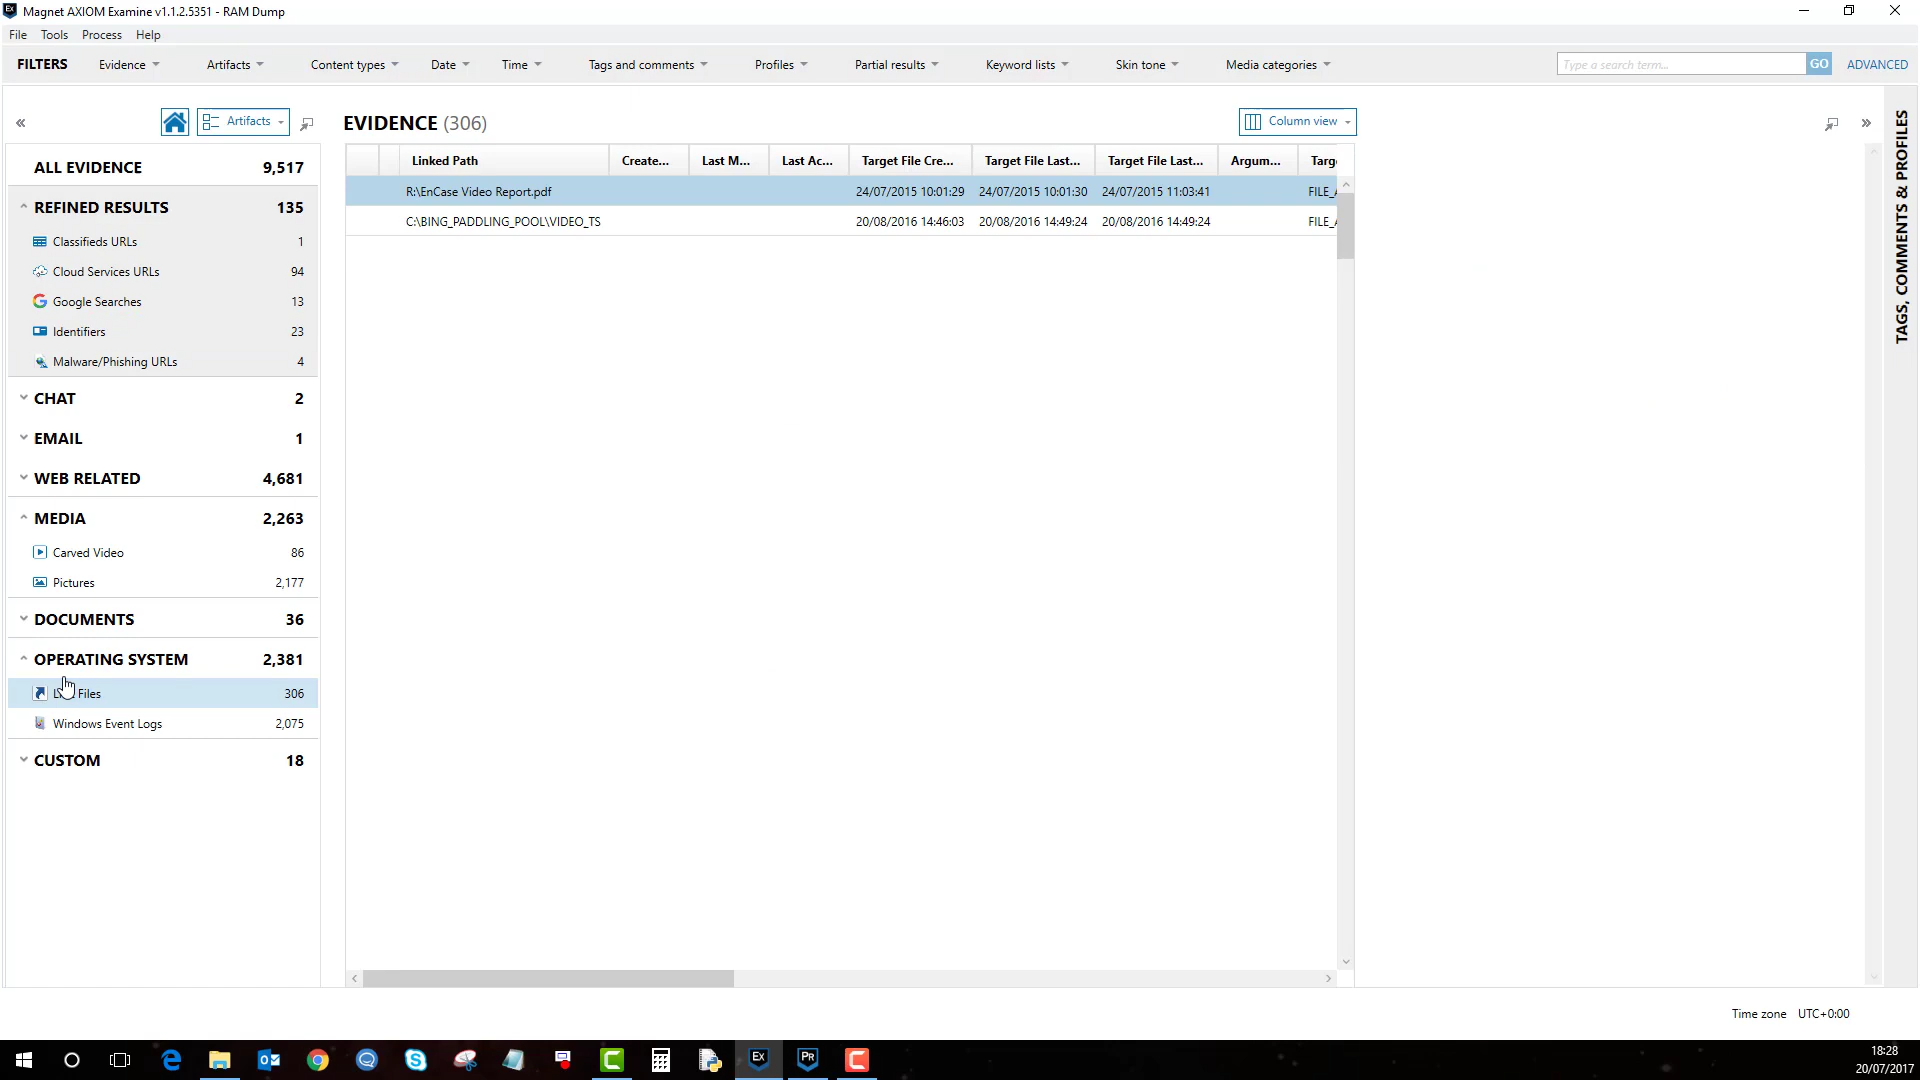 Magnet AXIOM Examine v1.1.2.5351 - RAM Dump
File Tools Process Help
FILTERS Evidence Artifacts Content types Date Time Tags and comments Profiles Partial results Keyword lists Skin tone Media categories Type a search term... GO ADVANCED
Artifacts
EVIDENCE (306)
Column view
TAGS, COMMENTS & PROFILES
ALL EVIDENCE 9,517
REFINED RESULTS 135
Classifieds URLs 1
Cloud Services URLs 94
Google Searches 13
Identifiers 23
Malware/Phishing URLs 4
CHAT 2
EMAIL 1
WEB RELATED 4,681
MEDIA 2,263
Carved Video 86
Pictures 2,177
DOCUMENTS 36
OPERATING SYSTEM 2,381
Files 306
Windows Event Logs 2,075
CUSTOM 18
Linked Path Create... Last M... Last Ac... Target File Cre... Target File Last... Target File Last... Argum... Targ
R:\EnCase Video Report.pdf 24/07/2015 10:01:29 24/07/2015 10:01:30 24/07/2015 11:03:41 FILE_A
C:\BING_PADDLING_POOL\VIDEO_TS 20/08/2016 14:46:03 20/08/2016 14:49:24 20/08/2016 14:49:24 FILE_A
Time zone UTC+0:00
Ex
Pr
18:28
20/07/2017